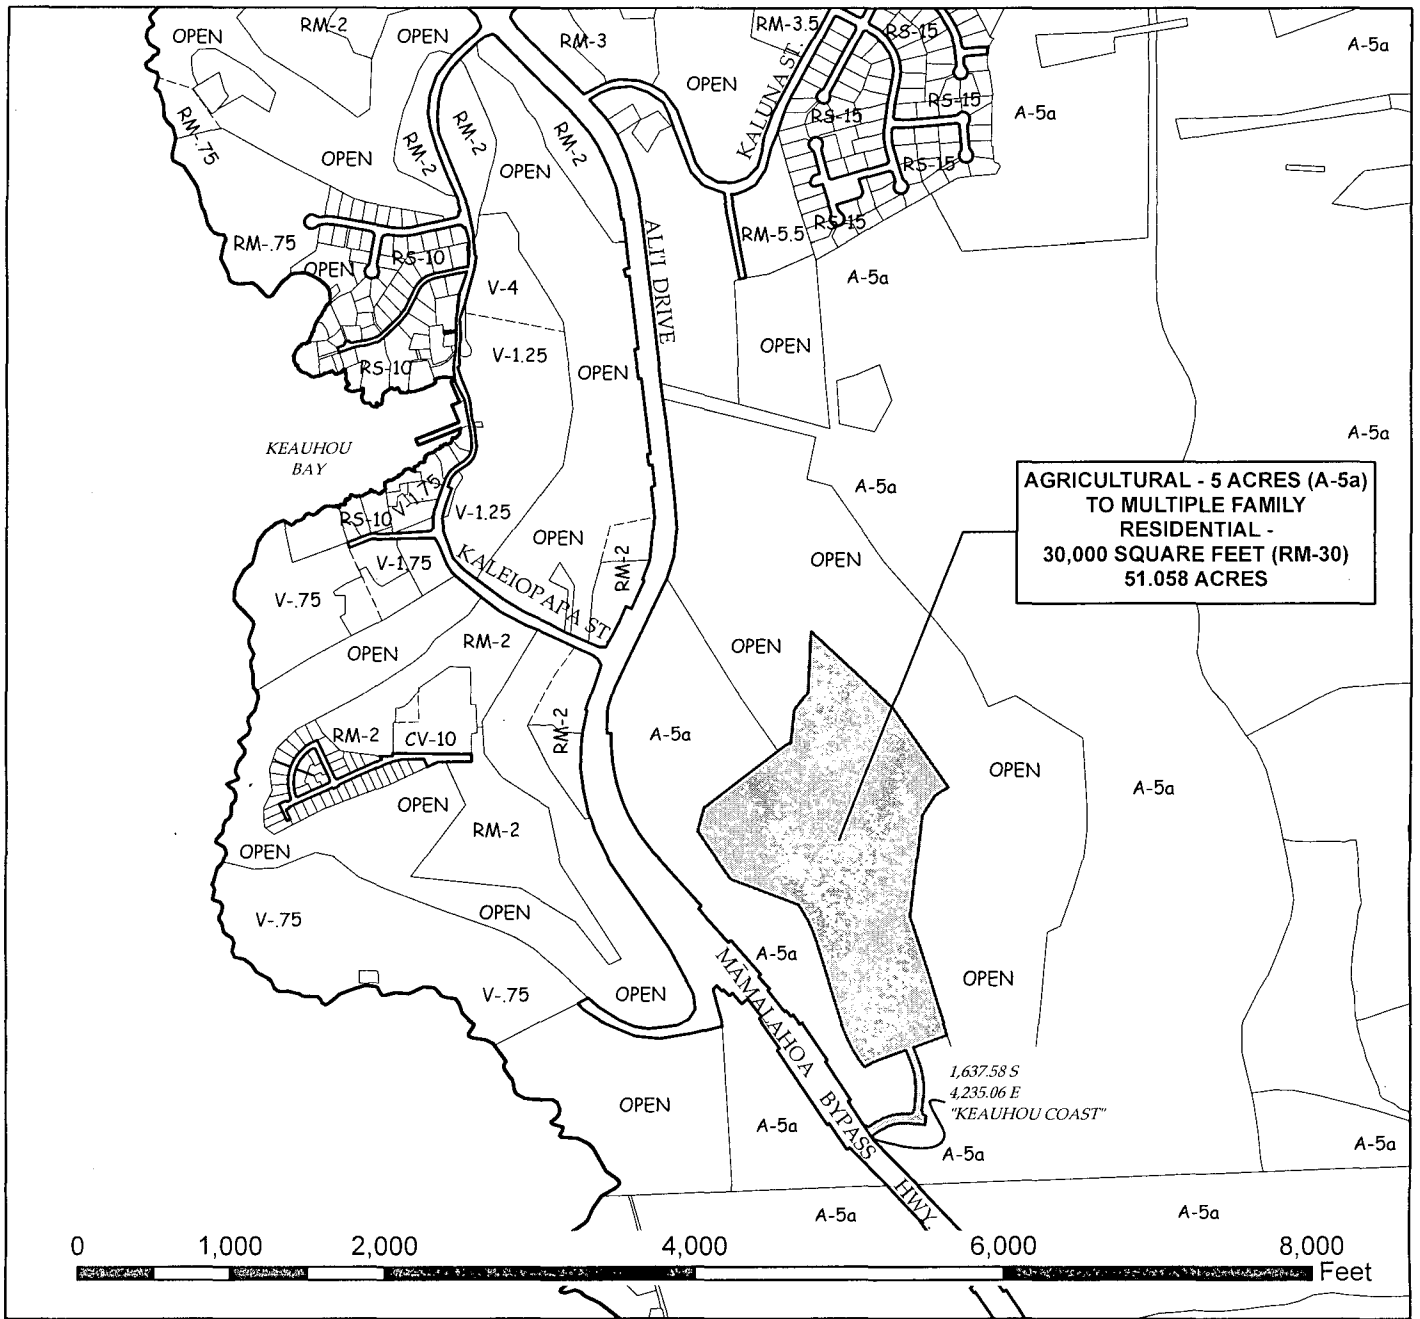 RM-2
OPEN
OPEN
RM-3
RM-3.5
RS-15
A-5a
OPEN
KALUNA ST.
RS-15
RS-15
A-5a
RM-.75
RM-2
RM-2
RM-2
OPEN
OPEN
RS-15
RS-15
RM-5.5
RM-.75
RS-10
OPEN
ALI'I DRIVE
A-5a
V-4
V-1.25
OPEN
OPEN
RS-10
KEAUHOU
BAY
A-5a
A-5a
V-1.75
RS-10
V-1.25
AGRICULTURAL - 5 ACRES (A-5a)
TO MULTIPLE FAMILY
RESIDENTIAL -
30,000 SQUARE FEET (RM-30)
51.058 ACRES
OPEN
OPEN
V-1.75
KALEIOPAPA ST
RM-2
V-.75
RM-2
OPEN
OPEN
RM-2
CV-10
RM-2
A-5a
OPEN
A-5a
OPEN
RM-2
OPEN
V-.75
OPEN
A-5a
MĀMALAHOA BYPASS HWY
OPEN
V-.75
OPEN
1,637.58 S
4,235.06 E
"KEAUHOU COAST"
OPEN
A-5a
A-5a
A-5a
A-5a
A-5a
0 1,000 2,000 4,000 6,000 8,000
Feet